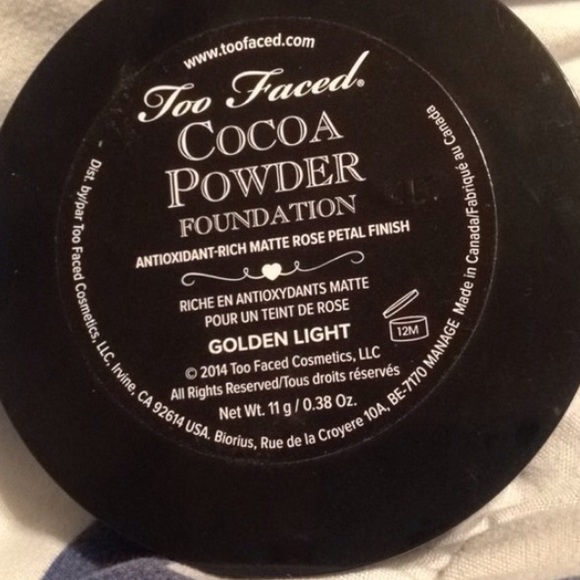 www.toofaced.com
Too Faced®
COCOA
POWDER
FOUNDATION
ANTIOXIDANT-RICH MATTE ROSE PETAL FINISH
RICHE EN ANTIOXYDANTS MATTE
POUR UN TEINT DE ROSE
GOLDEN LIGHT
12M
© 2014 Too Faced Cosmetics, LLC
All Rights Reserved/Tous droits réservés
Net Wt. 11 g / 0.38 Oz.
Dist. by/par Too Faced Cosmetics, LLC, Irvine, CA 92614 USA. Biorius, Rue de la Croyere 10A, BE-7170 MANAGE Made in Canada/Fabriqué au Canada